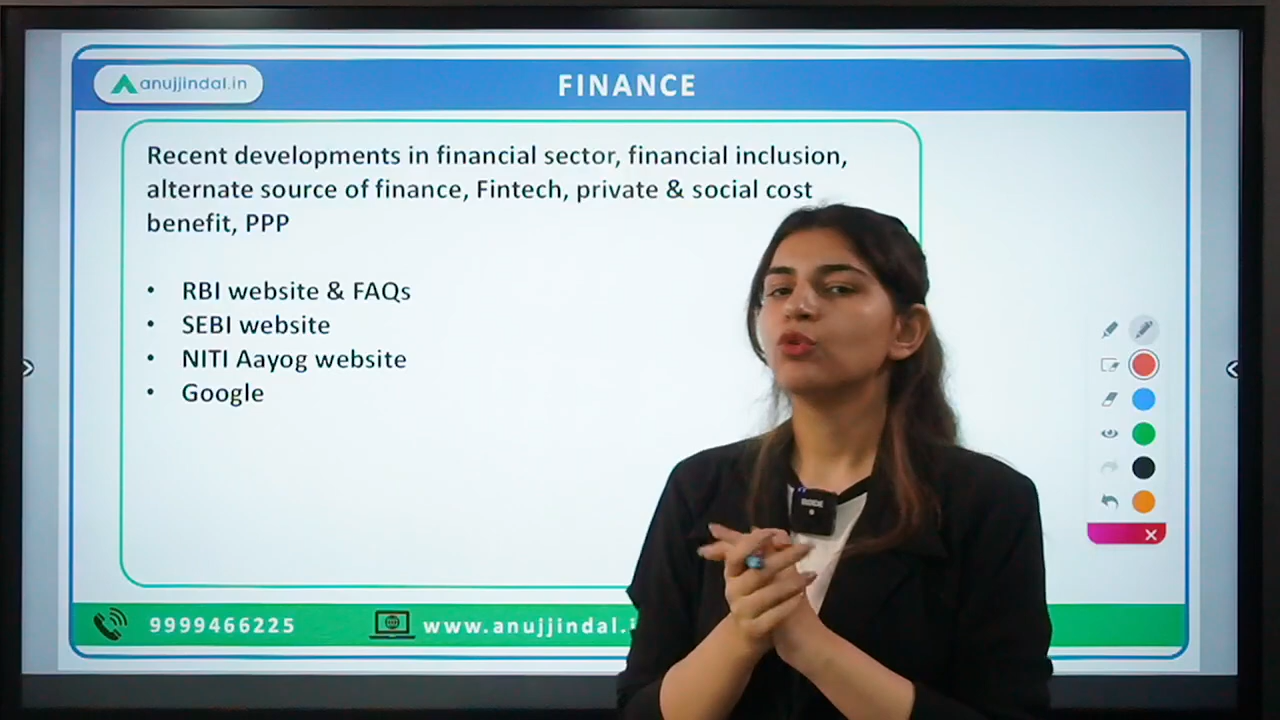 anujjindal.in
FINANCE
Recent developments in financial sector, financial inclusion,
alternate source of finance, Fintech, private & social cost
benefit, PPP
• RBI website & FAQs
• SEBI website
• NITI Aayog website
• Google
RODE
9999466225
www.anujjindal.i